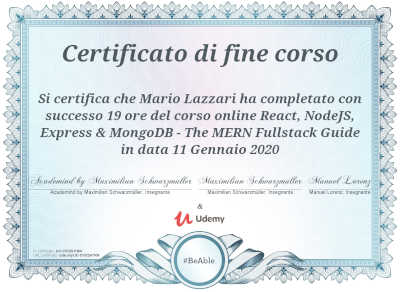 Certificato di fine corso
Si certifica che Mario Lazzari ha completato con
successo 19 ore del corso online React, NodeJS,
Express & MongoDB - The MERN Fullstack Guide
in data 11 Gennaio 2020
Academind by Maximilian Schwarzmüller Maximilian Schwarzmüller Manuel Lorenz
Academind by Maximilian Schwarzmüller, Insegnante Maximilian Schwarzmüller, Insegnante Manuel Lorenz, Insegnante
&
Udemy
#BeAble